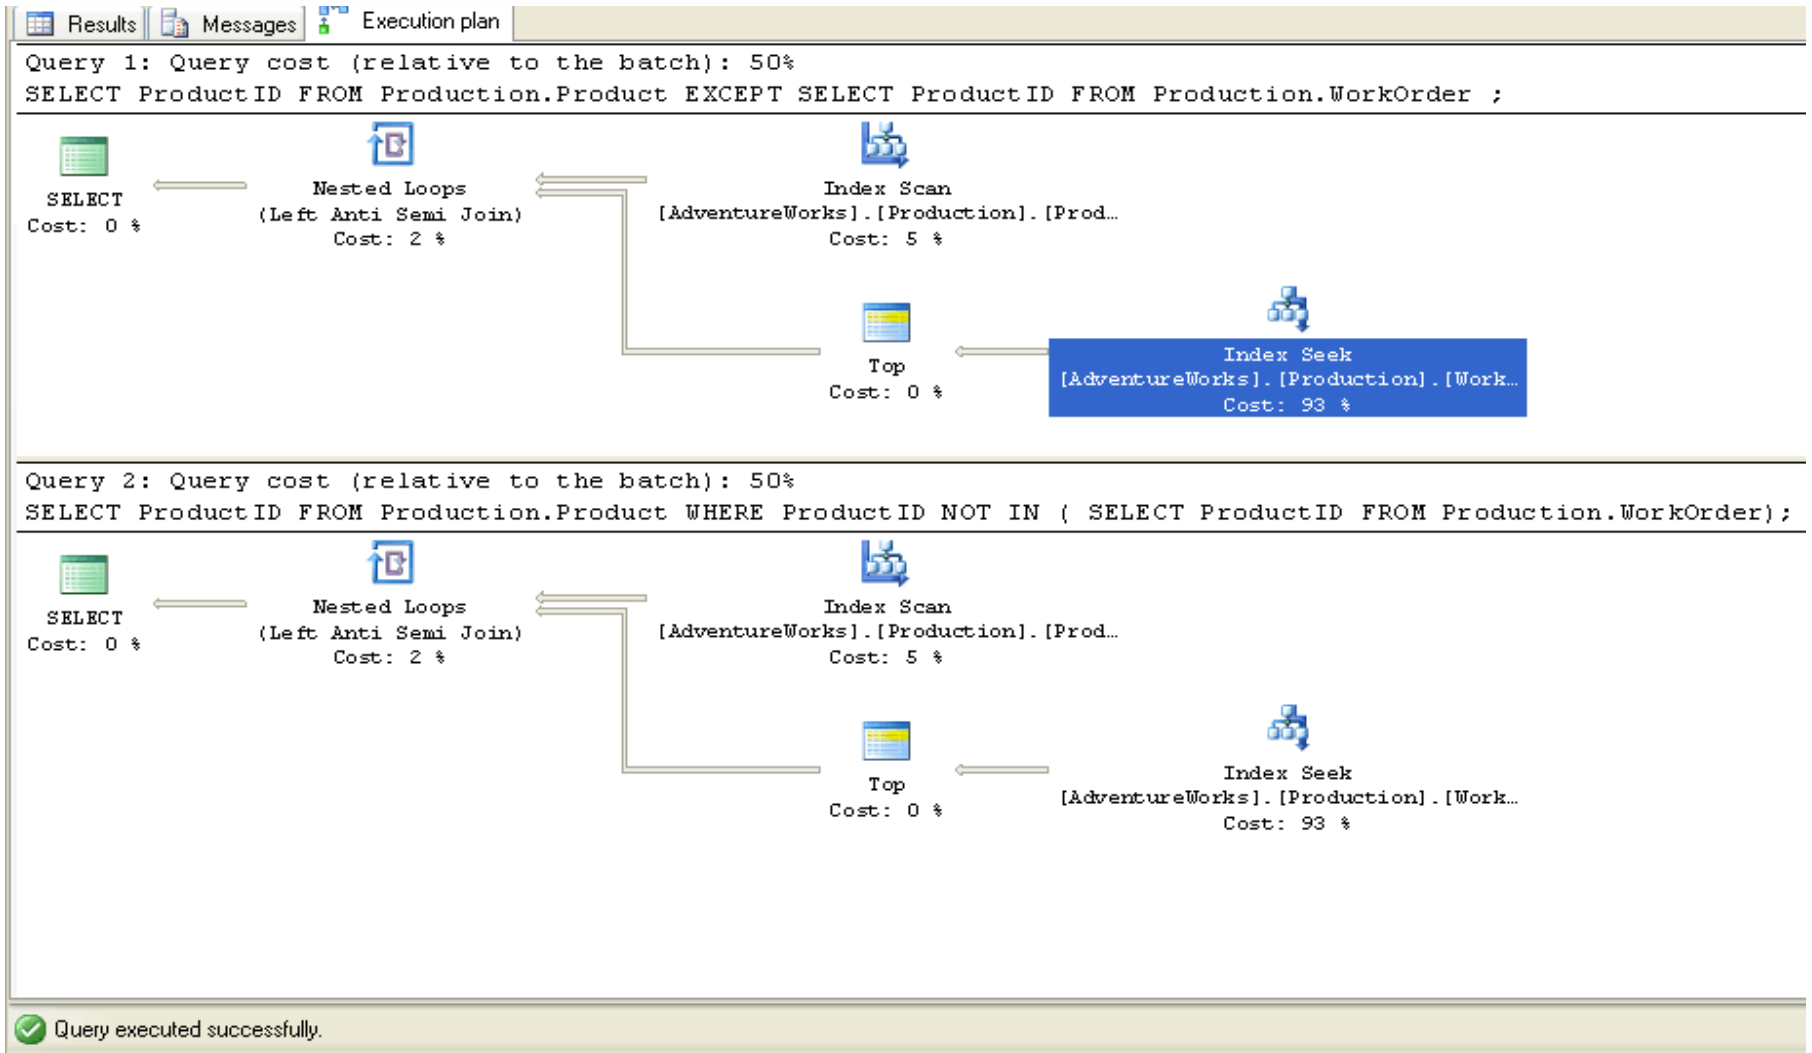 Results Messages Execution plan
Query 1: Query cost (relative to the batch): 50%
SELECT ProductID FROM Production.Product EXCEPT SELECT ProductID FROM Production.WorkOrder ;
SELECT
Cost: 0 %
Nested Loops
(Left Anti Semi Join)
Cost: 2 %
Index Scan
[AdventureWorks].[Production].[Prod…
Cost: 5 %
Top
Cost: 0 %
Index Seek
[AdventureWorks].[Production].[Work…
Cost: 93 %
Query 2: Query cost (relative to the batch): 50%
SELECT ProductID FROM Production.Product WHERE ProductID NOT IN ( SELECT ProductID FROM Production.WorkOrder);
SELECT
Cost: 0 %
Nested Loops
(Left Anti Semi Join)
Cost: 2 %
Index Scan
[AdventureWorks].[Production].[Prod…
Cost: 5 %
Top
Cost: 0 %
Index Seek
[AdventureWorks].[Production].[Work…
Cost: 93 %
Query executed successfully.